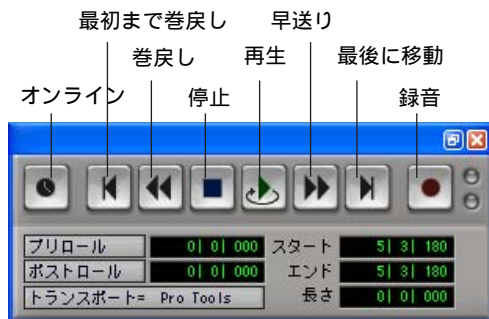 最初まで巻戻し 早送り
巻戻し 再生 最後に移動
オンライン 停止 録音
プリロール 0| 0| 000 スタート 5| 3| 180
ポストロール 0| 0| 000 エンド 5| 3| 180
トランスポート= Pro Tools 長さ 0| 0| 000